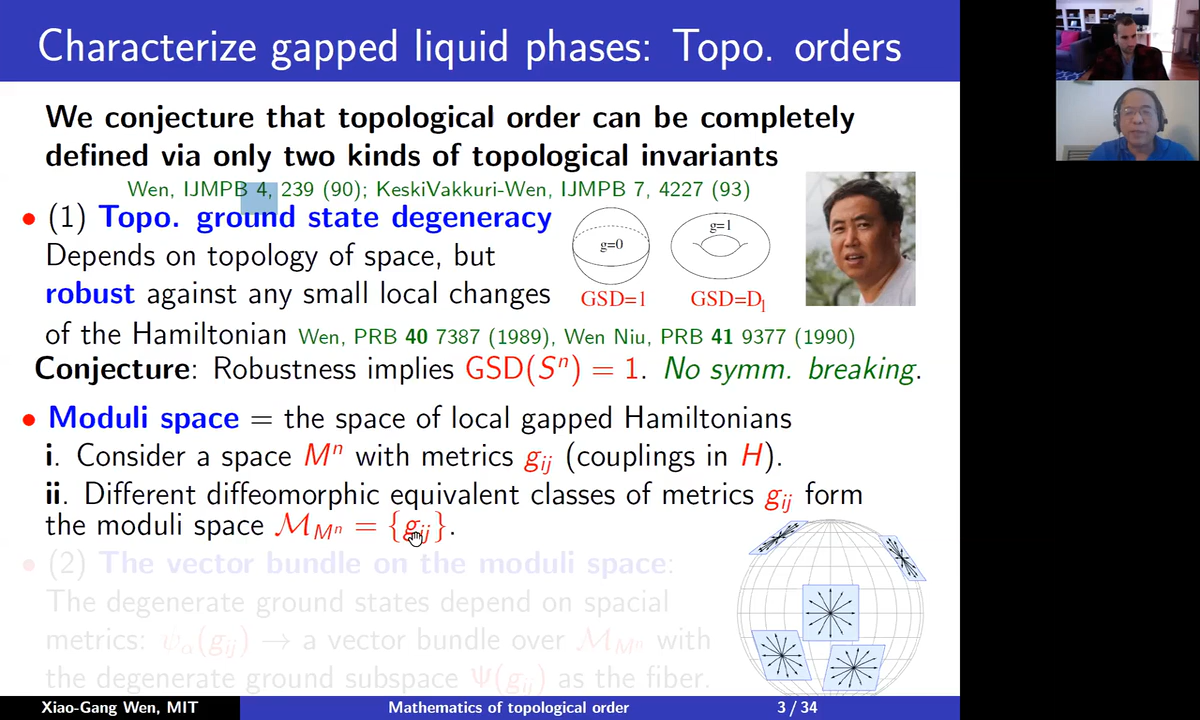 Characterize gapped liquid phases: Topo. orders
We conjecture that topological order can be completely
defined via only two kinds of topological invariants
Wen, IJMPB 4, 239 (90); KeskiVakkuri-Wen, IJMPB 7, 4227 (93)
• (1) Topo. ground state degeneracy
Depends on topology of space, but
robust against any small local changes
of the Hamiltonian Wen, PRB 40 7387 (1989), Wen Niu, PRB 41 9377 (1990)
g=0
g=1
GSD=1
GSD=D₁
Conjecture: Robustness implies GSD(Sⁿ) = 1. No symm. breaking.
• Moduli space = the space of local gapped Hamiltonians
i. Consider a space Mⁿ with metrics g_ij (couplings in H).
ii. Different diffeomorphic equivalent classes of metrics g_ij form
the moduli space ℳ_Mⁿ = {g_ij}.
• (2) The vector bundle on the moduli space:
The degenerate ground states depend on spacial
metrics: ψ_α(g_ij) → a vector bundle over ℳ_Mⁿ with
the degenerate ground subspace Ψ(g_ij) as the fiber.
Xiao-Gang Wen, MIT
Mathematics of topological order
3 / 34